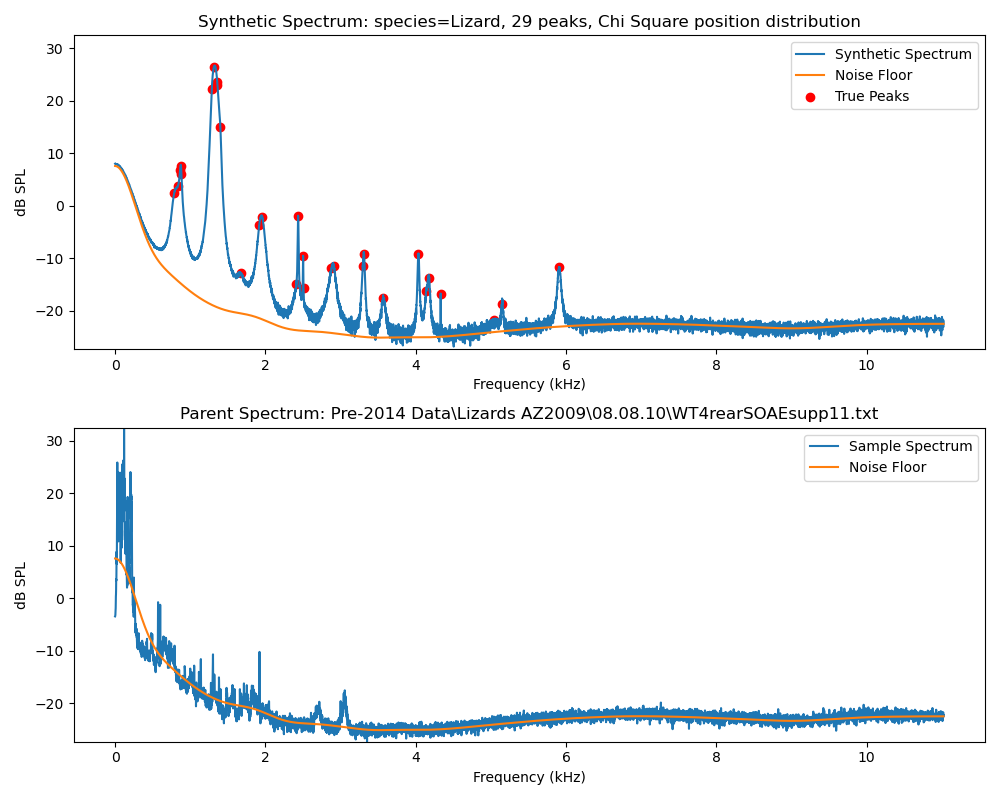 Synthetic Spectrum: species=Lizard, 29 peaks, Chi Square position distribution
30
20
10
0
−10
−20
dB SPL
Synthetic Spectrum
Noise Floor
True Peaks
0 2 4 6 8 10
Frequency (kHz)
Parent Spectrum: Pre-2014 Data\Lizards AZ2009\08.08.10\WT4rearSOAEsupp11.txt
30
20
10
0
−10
−20
dB SPL
Sample Spectrum
Noise Floor
0 2 4 6 8 10
Frequency (kHz)